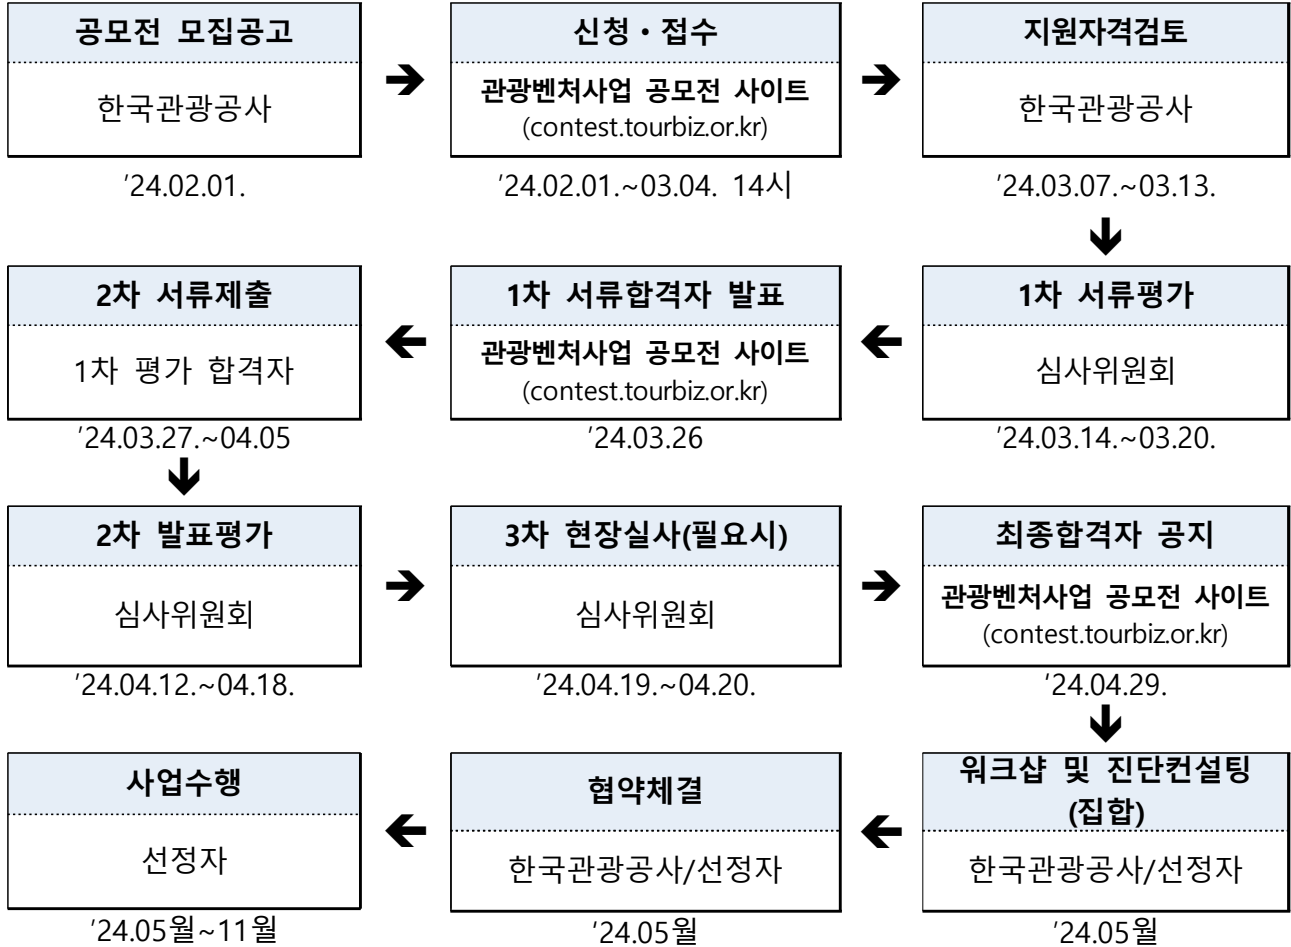 공모전 모집공고
한국관광공사
'24.02.01.
신청・접수
관광벤처사업 공모전 사이트
(contest.tourbiz.or.kr)
'24.02.01.~03.04. 14시
지원자격검토
한국관광공사
'24.03.07.~03.13.
1차 서류평가
심사위원회
'24.03.14.~03.20.
1차 서류합격자 발표
관광벤처사업 공모전 사이트
(contest.tourbiz.or.kr)
'24.03.26
2차 서류제출
1차 평가 합격자
'24.03.27.~04.05
2차 발표평가
심사위원회
'24.04.12.~04.18.
3차 현장실사(필요시)
심사위원회
'24.04.19.~04.20.
최종합격자 공지
관광벤처사업 공모전 사이트
(contest.tourbiz.or.kr)
'24.04.29.
워크샵 및 진단컨설팅
(집합)
한국관광공사/선정자
'24.05월
협약체결
한국관광공사/선정자
'24.05월
사업수행
선정자
'24.05월~11월